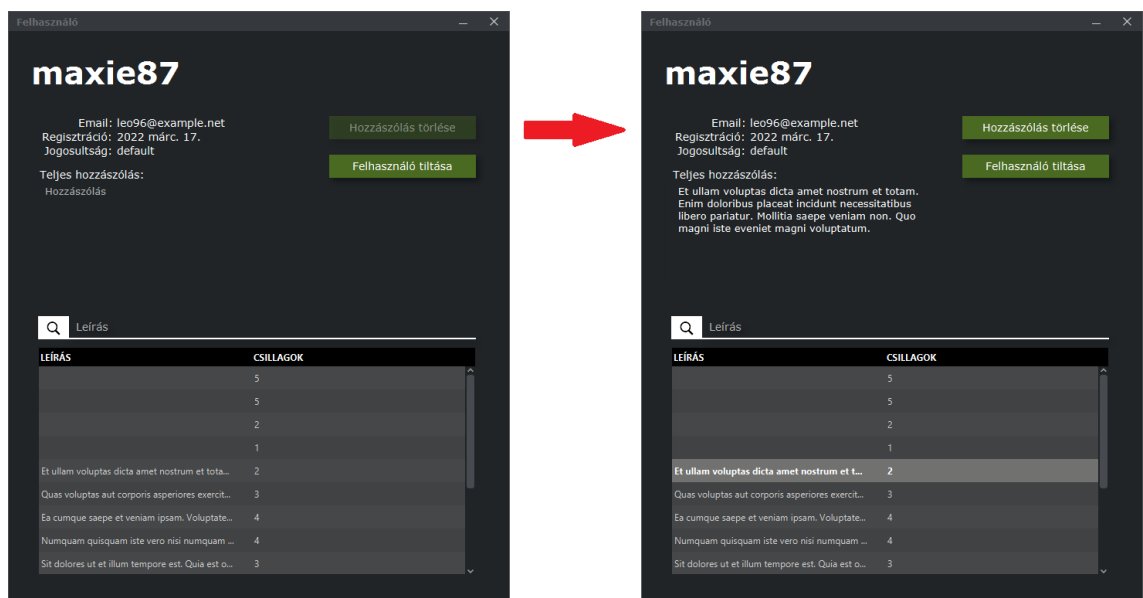 Felhasználó
maxie87
Email: leo96@example.net
Regisztráció: 2022 márc. 17.
Jogosultság: default
Hozzászólás törlése
Felhasználó tiltása
Teljes hozzászólás:
Hozzászólás
Leírás
LEÍRÁS CSILLAGOK
5
5
2
1
Et ullam voluptas dicta amet nostrum et tota... 2
Quas voluptas aut corporis asperiores exercit... 3
Ea cumque saepe et veniam ipsam. Voluptate... 4
Numquam quisquam iste vero nisi numquam ... 4
Sit dolores ut et illum tempore est. Quia est o... 3
Felhasználó
maxie87
Email: leo96@example.net
Regisztráció: 2022 márc. 17.
Jogosultság: default
Hozzászólás törlése
Felhasználó tiltása
Teljes hozzászólás:
Et ullam voluptas dicta amet nostrum et totam.
Enim doloribus placeat incidunt necessitatibus
libero pariatur. Mollitia saepe veniam non. Quo
magni iste eveniet magni voluptatum.
Leírás
LEÍRÁS CSILLAGOK
5
5
2
1
Et ullam voluptas dicta amet nostrum et t... 2
Quas voluptas aut corporis asperiores exercit... 3
Ea cumque saepe et veniam ipsam. Voluptate... 4
Numquam quisquam iste vero nisi numquam ... 4
Sit dolores ut et illum tempore est. Quia est o... 3